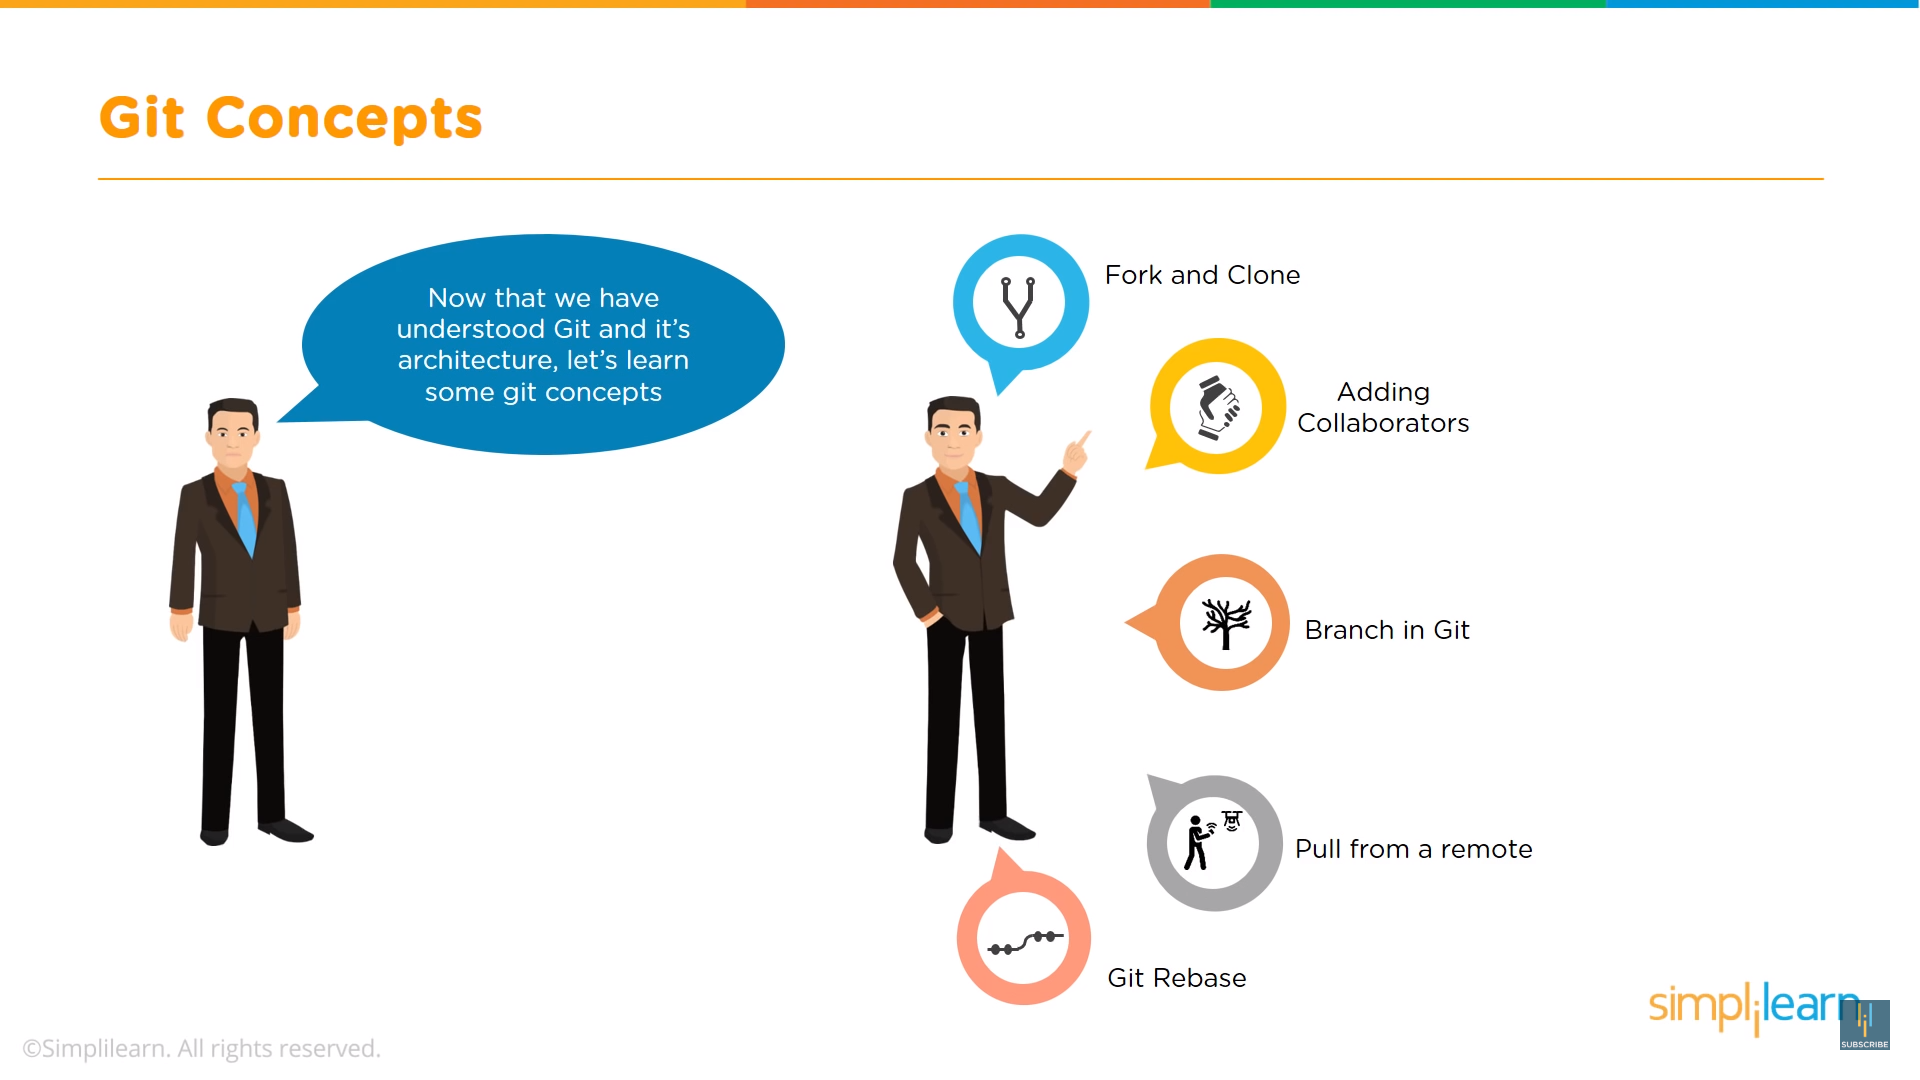 Git Concepts
Now that we have
understood Git and it’s
architecture, let’s learn
some git concepts
Fork and Clone
Adding
Collaborators
Branch in Git
Pull from a remote
Git Rebase
simplilearn
SUBSCRIBE
©Simplilearn. All rights reserved.